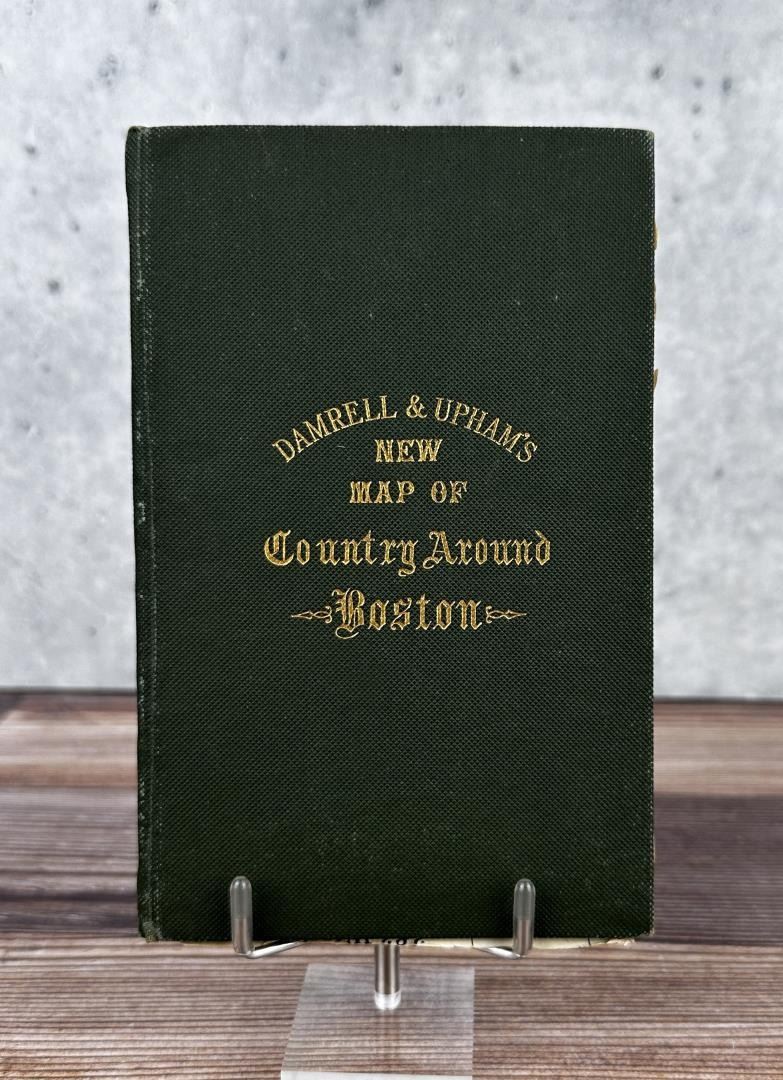 DAMRELL & UPHAM'S
NEW
MAP OF
Country Around
Boston